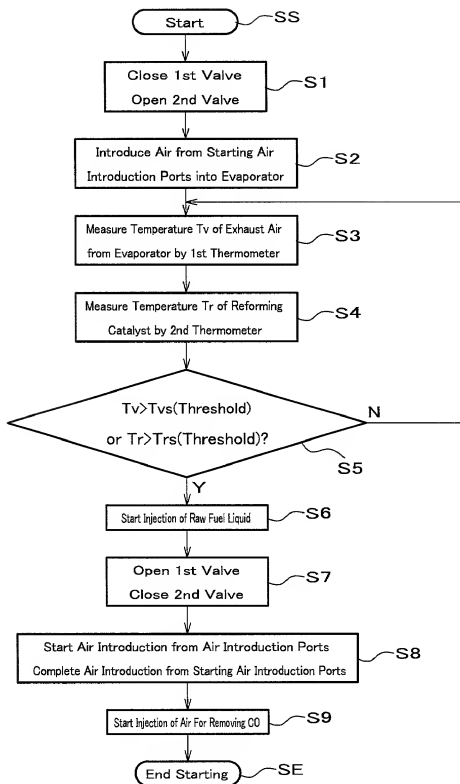 Start
SS
Close 1st Valve
Open 2nd Valve
S1
Introduce Air from Starting Air
Introduction Ports into Evaporator
S2
Measure Temperature Tv of Exhaust Air
from Evaporator by 1st Thermometer
S3
Measure Temperature Tr of Reforming
Catalyst by 2nd Thermometer
S4
Tv>Tvs(Threshold)
or Tr>Trs(Threshold)?
N
S5
Y
Start Injection of Raw Fuel Liquid
S6
Open 1st Valve
Close 2nd Valve
S7
Start Air Introduction from Air Introduction Ports
Complete Air Introduction from Starting Air Introduction Ports
S8
Start Injection of Air For Removing CO
S9
End Starting
SE